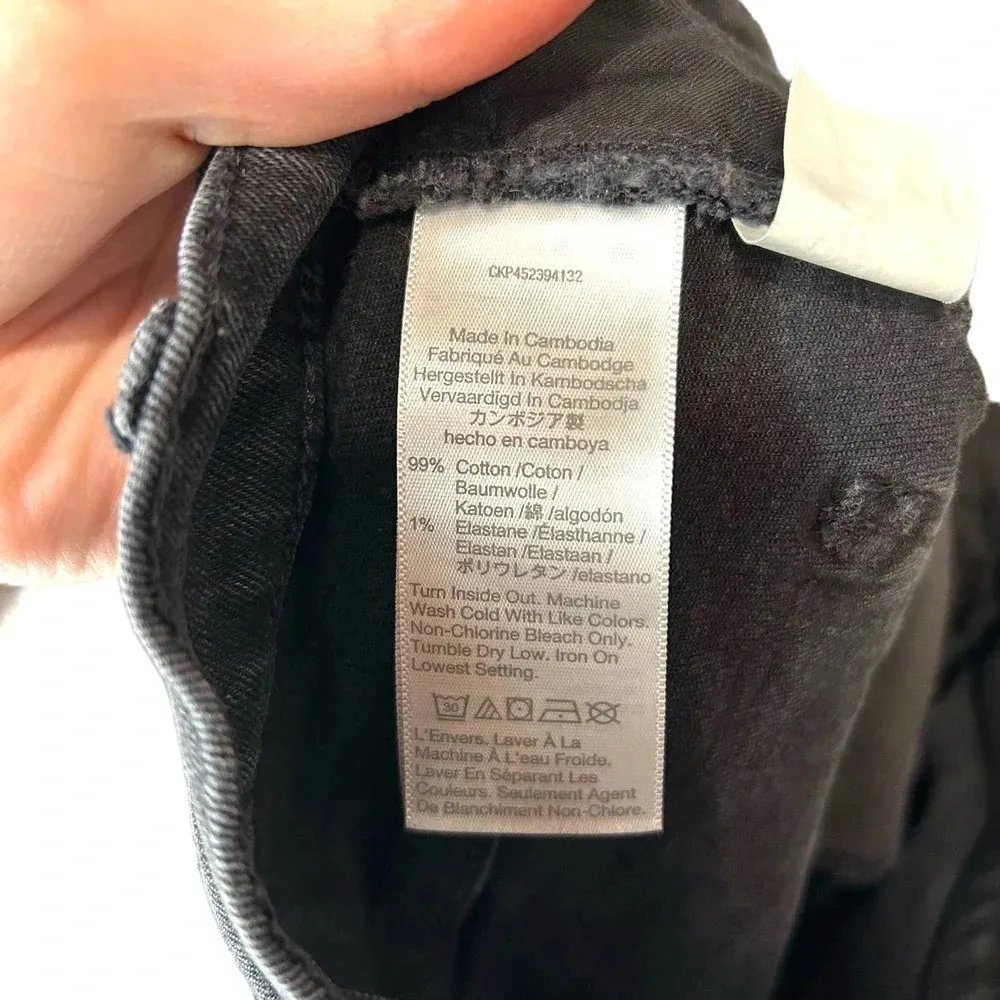 CKP452394132
Made In Cambodia
Fabriqué Au Cambodge
Hergestellt In Kambodscha
Vervaardigd In Cambodja
カンボジア製
hecho en camboya
99% Cotton /Coton /
Baumwolle /
Katoen /綿 /algodón
1% Elastane /Élasthanne /
Elastan /Elastaan /
ポリウレタン /elastano
Turn Inside Out. Machine
Wash Cold With Like Colors.
Non-Chlorine Bleach Only.
Tumble Dry Low. Iron On
Lowest Setting.
30
L'Envers. Laver À La
Machine À L'eau Froide.
Laver En Séparant Les
Couleurs. Seulement Agent
De Blanchiment Non-Chlore.